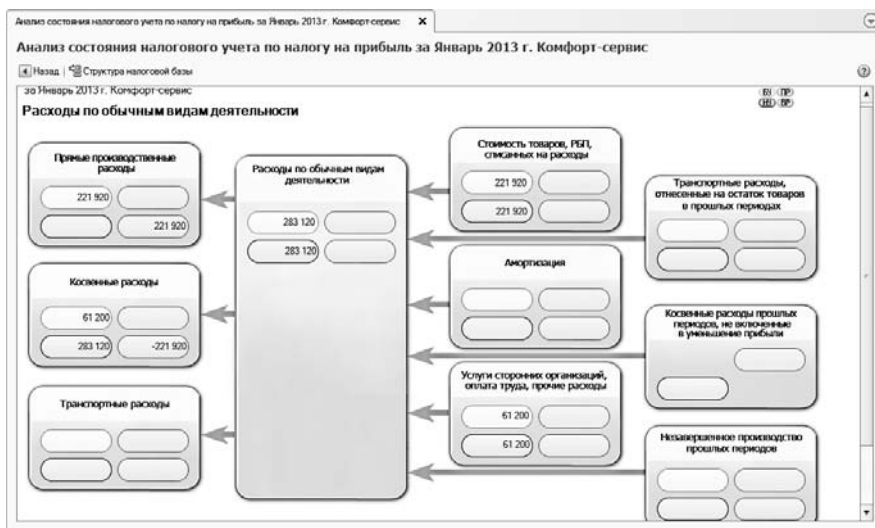 Анализ состояния налогового учета по налогу на прибыль за Январь 2013 г. Комфорт-сервис
Анализ состояния налогового учета по налогу на прибыль за Январь 2013 г. Комфорт-сервис
Назад | Структура налоговой базы
за Январь 2013 г. Комфорт-сервис
БУ ПР
НУ ВР
Расходы по обычным видам деятельности
Прямые производственные
расходы
221 920
221 920
Косвенные расходы
61 200
283 120 -221 920
Транспортные расходы
Расходы по обычным видам
деятельности
283 120
283 120
Стоимость товаров, РБП,
списанных на расходы
221 920
221 920
Амортизация
Услуги сторонних организаций,
оплата труда, прочие расходы
61 200
61 200
Транспортные расходы,
отнесенные на остаток товаров
в прошлых периодах
Косвенные расходы прошлых
периодов, не включенные
в уменьшение прибыли
Незавершенное производство
прошлых периодов